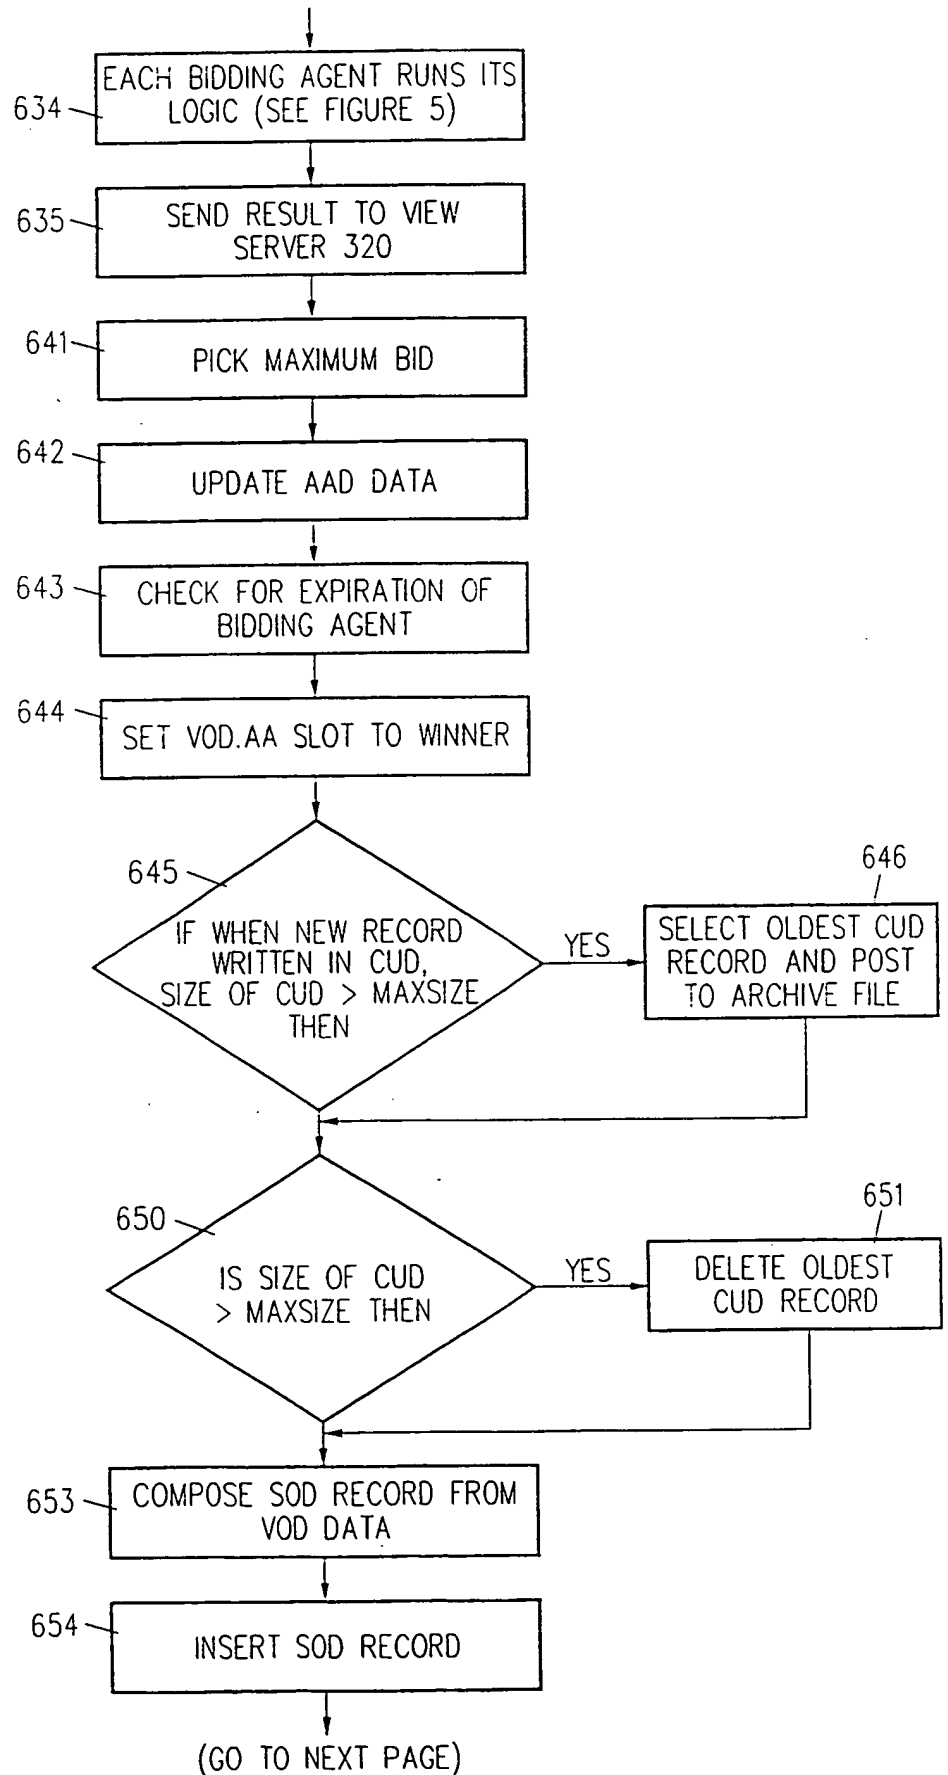 EACH BIDDING AGENT RUNS ITS
LOGIC (SEE FIGURE 5)
634
SEND RESULT TO VIEW
SERVER 320
635
641
PICK MAXIMUM BID
642
UPDATE AAD DATA
643
CHECK FOR EXPIRATION OF
BIDDING AGENT
644
SET VOD.AA SLOT TO WINNER
645
IF WHEN NEW RECORD
WRITTEN IN CUD,
SIZE OF CUD > MAXSIZE
THEN
YES
646
SELECT OLDEST CUD
RECORD AND POST
TO ARCHIVE FILE
650
IS SIZE OF CUD
> MAXSIZE THEN
YES
651
DELETE OLDEST
CUD RECORD
653
COMPOSE SOD RECORD FROM
VOD DATA
654
INSERT SOD RECORD
(GO TO NEXT PAGE)